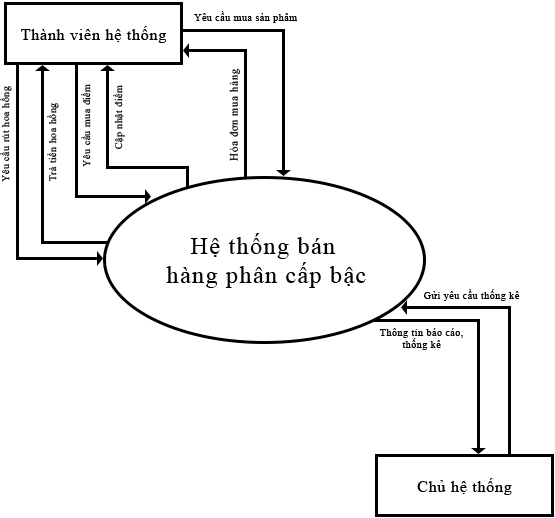 Yêu cầu mua sản phẩm
Thành viên hệ thống
Yêu cầu rút hoa hồng
Trả tiền hoa hồng
Yêu cầu mua điểm
Cập nhật điểm
Hóa đơn mua hàng
Hệ thống bán
hàng phân cấp bậc
Gửi yêu cầu thống kê
Thông tin báo cáo,
thống kê
Chủ hệ thống